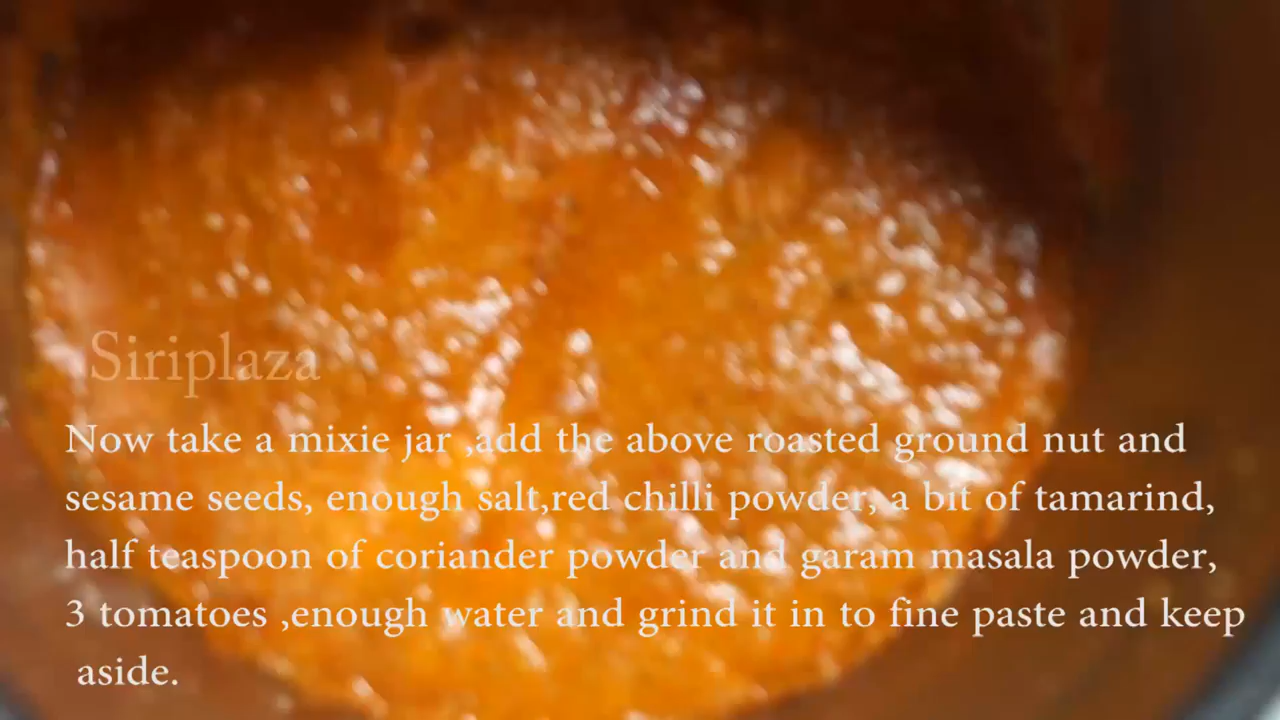 Siriplaza
Now take a mixie jar ,add the above roasted ground nut and
sesame seeds, enough salt,red chilli powder, a bit of tamarind,
half teaspoon of coriander powder and garam masala powder,
3 tomatoes ,enough water and grind it in to fine paste and keep
aside.